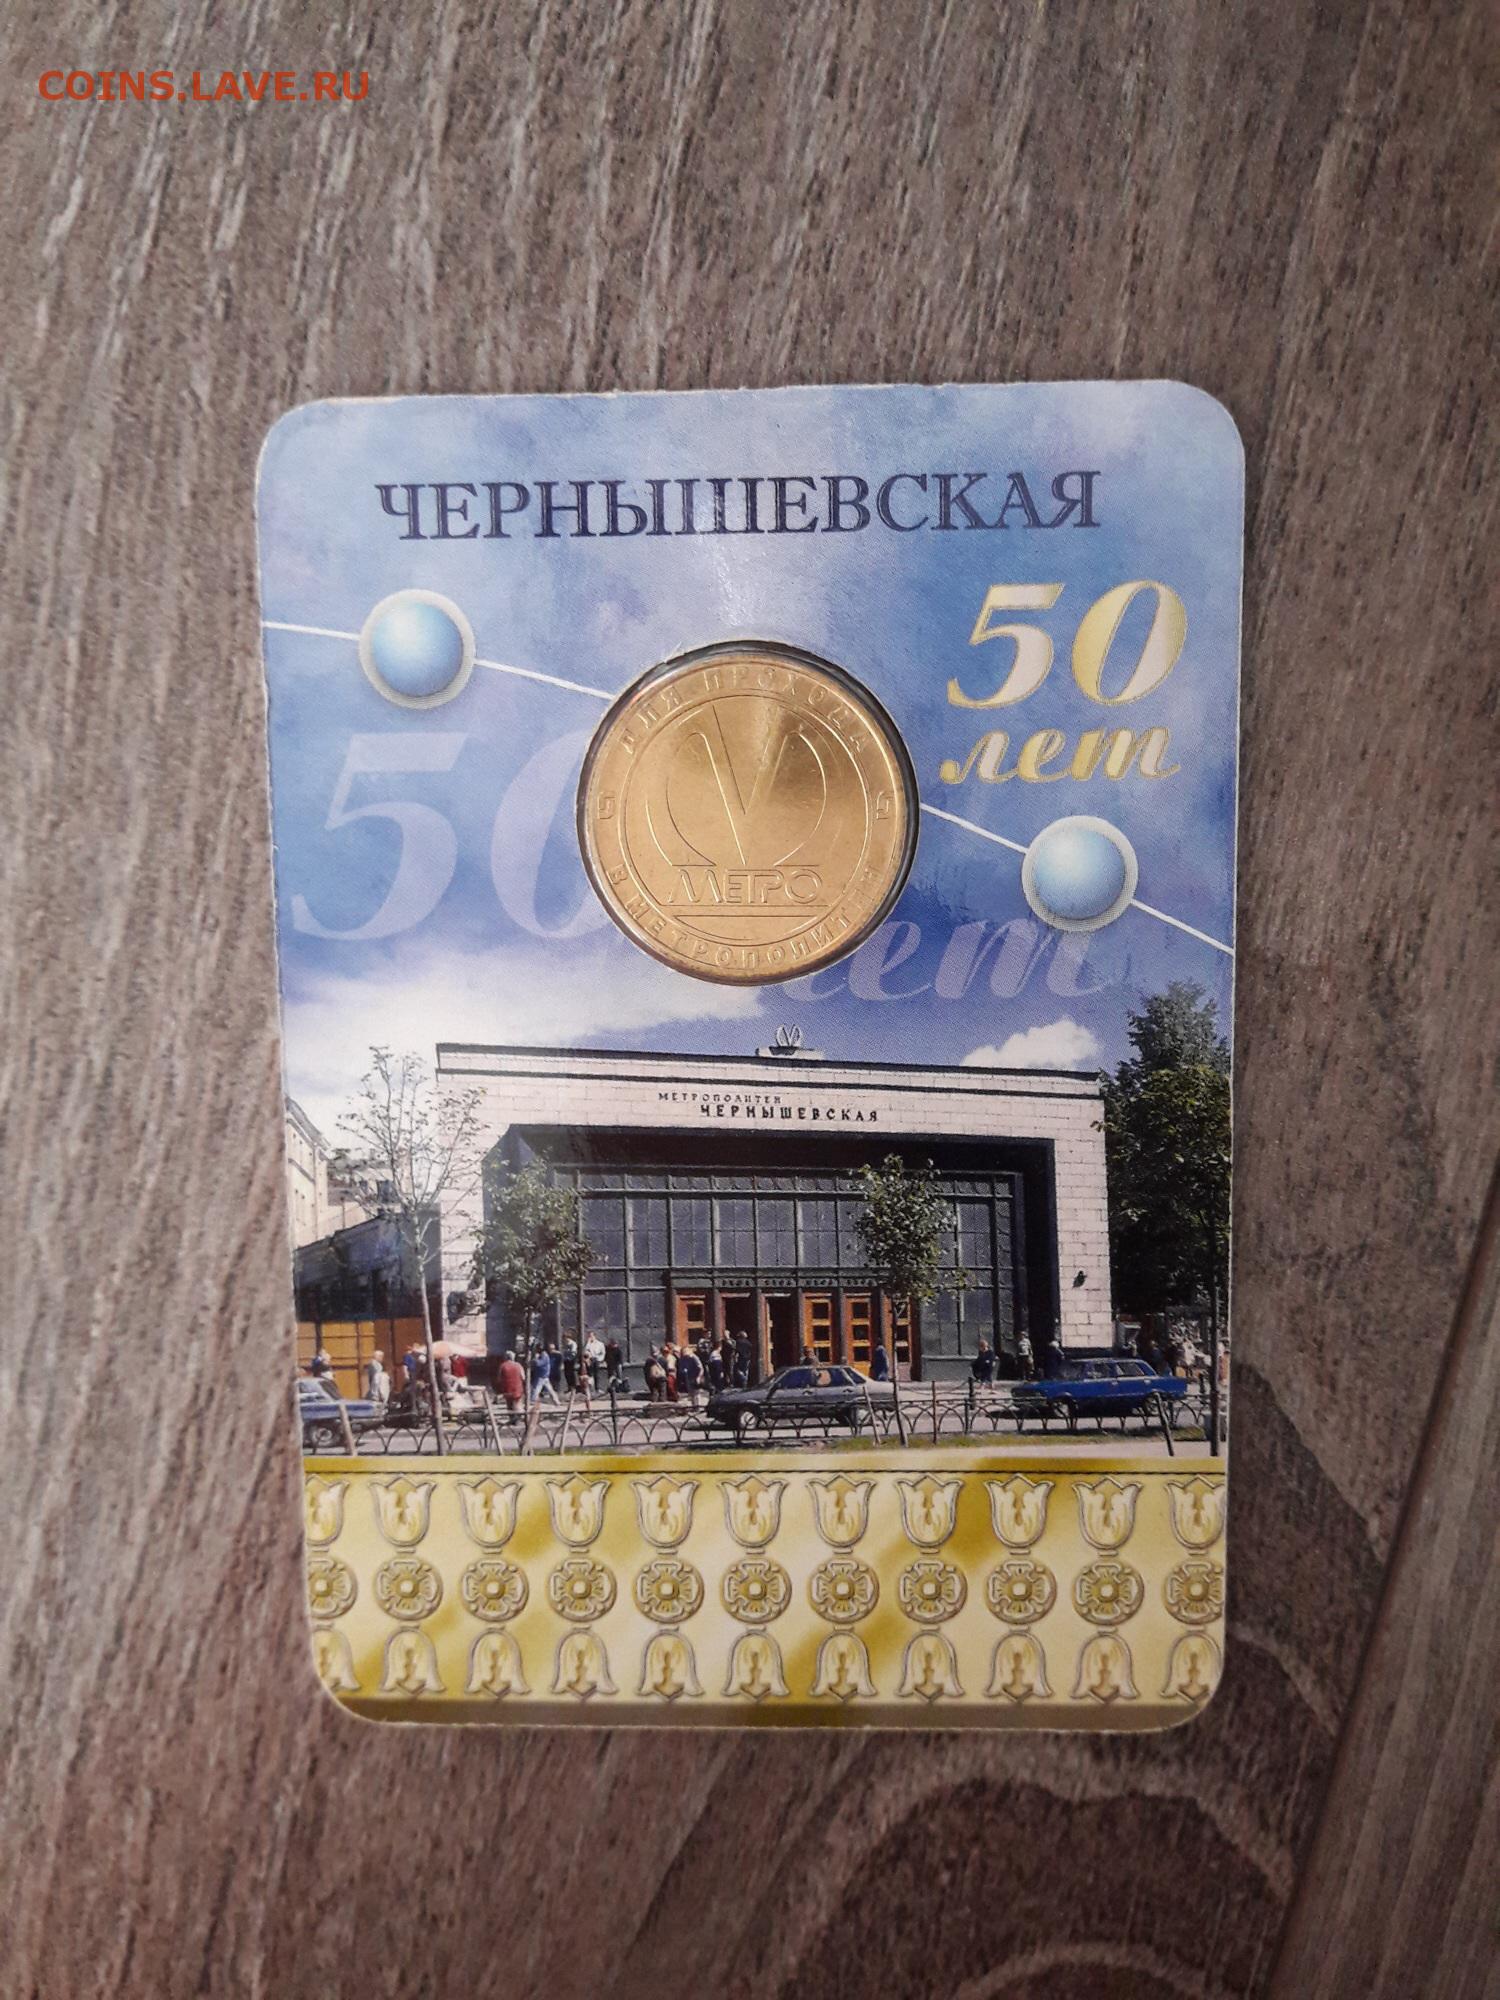 COINS.LAVE.RU
ЧЕРНЫШЕВСКАЯ
50
лет
50 лет
ДЛЯ ПРОХОДА
МЕТРО
В МЕТРОПОЛИТЕН
МЕТРОПОЛИТЕН
ЧЕРНЫШЕВСКАЯ